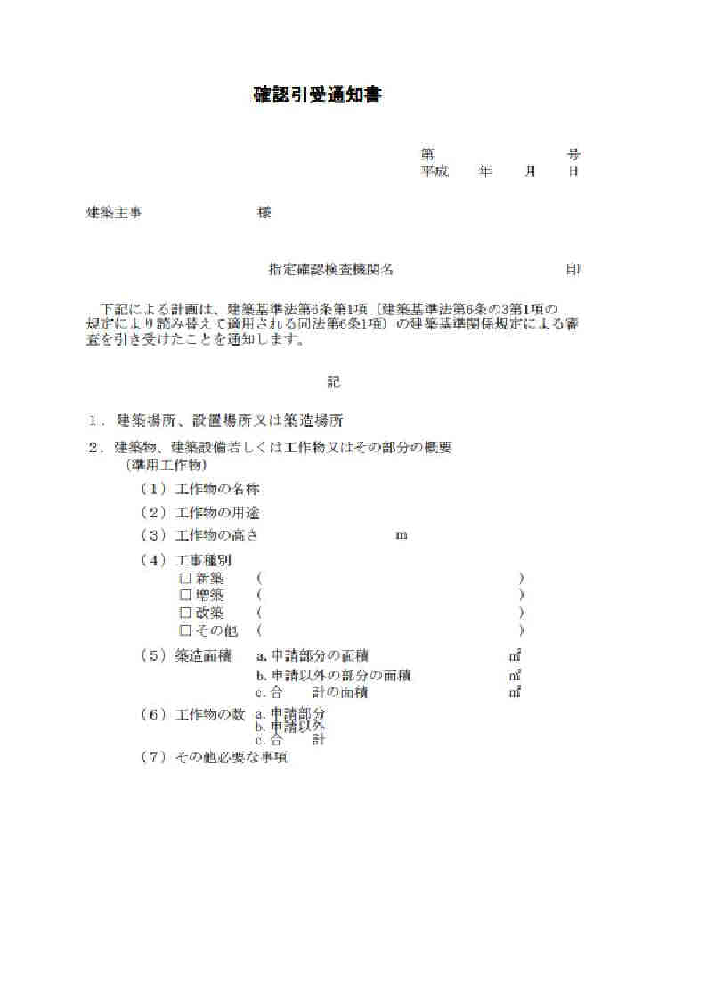 確認引受通知書
第　　　　　　　　　号
平成　　年　　月　　日
建築主事　　　　　　　　様
指定確認検査機関名　　　　　　　　　　　　印
下記による計画は、建築基準法第6条第1項（建築基準法第6条の3第1項の
規定により読み替えて適用される同法第6条1項）の建築基準関係規定による審
査を引き受けたことを通知します。
記
１．建築場所、設置場所又は築造場所
２．建築物、建築設備若しくは工作物又はその部分の概要
（準用工作物）
（１）工作物の名称
（２）工作物の用途
（３）工作物の高さ　　　　　　　　　ｍ
（４）工事種別
□新築　（　　　　　　　　　　　　　　　　　　）
□増築　（　　　　　　　　　　　　　　　　　　）
□改築　（　　　　　　　　　　　　　　　　　　）
□その他　（　　　　　　　　　　　　　　　　　　）
（５）築造面積　a.申請部分の面積　　　　　　　　　　㎡
b.申請以外の部分の面積　　　　　　　㎡
c.合　　計の面積　　　　　　　　　　㎡
（６）工作物の数　a.申請部分
b.申請以外
c.合　　計
（７）その他必要な事項